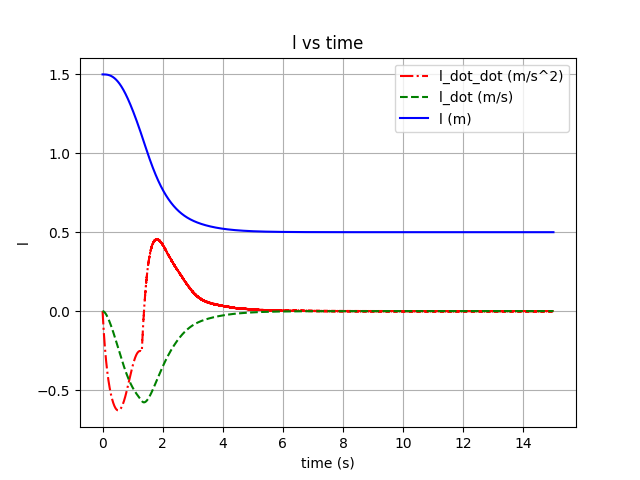 l vs time
l_dot_dot (m/s^2)
l_dot (m/s)
l (m)
1.5
1.0
0.5
0.0
−0.5
l
0 2 4 6 8 10 12 14
time (s)